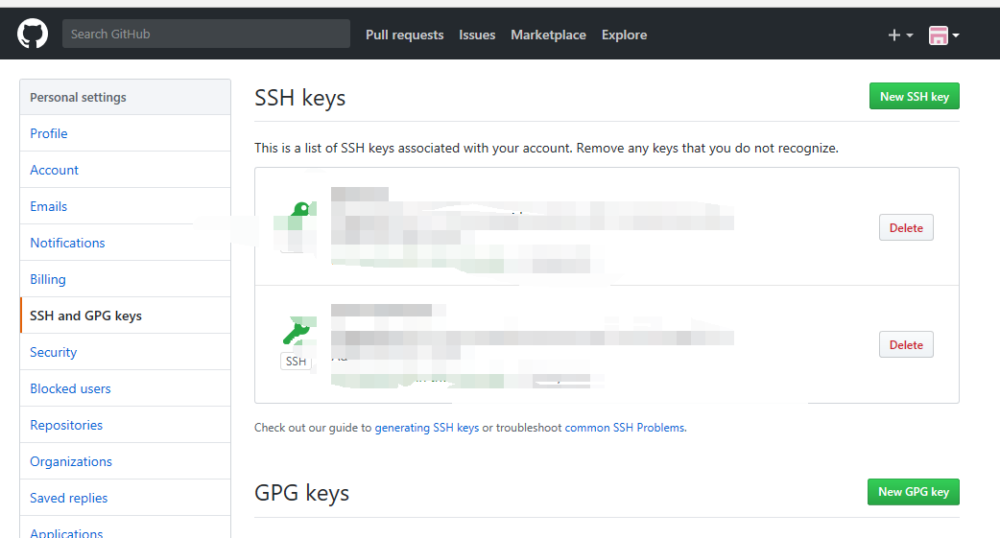 Search GitHub
Pull requests
Issues
Marketplace
Explore
Personal settings
Profile
Account
Emails
Notifications
Billing
SSH and GPG keys
Security
Blocked users
Repositories
Organizations
Saved replies
Applications
SSH keys
New SSH key
This is a list of SSH keys associated with your account. Remove any keys that you do not recognize.
Delete
SSH
Delete
Check out our guide to generating SSH keys or troubleshoot common SSH Problems.
GPG keys
New GPG key